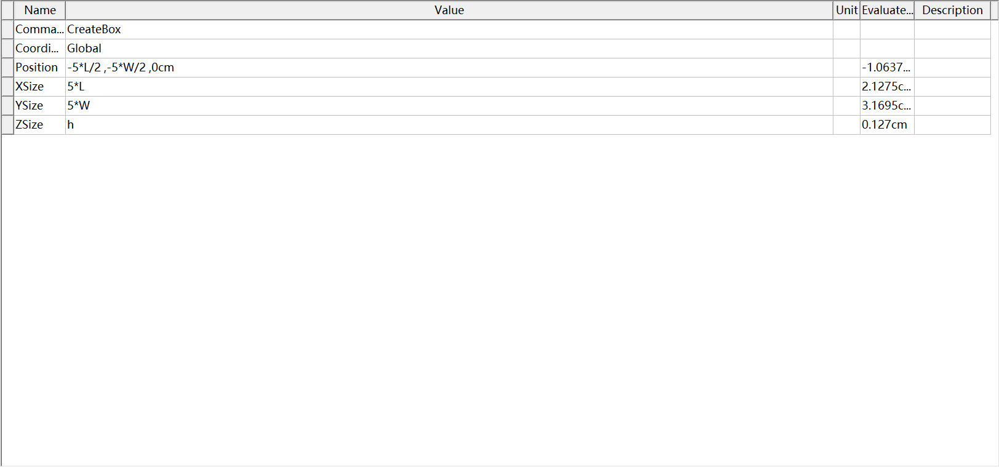 Name Value Unit Evaluate... Description
Comma... CreateBox
Coordi... Global
Position -5*L/2 ,-5*W/2 ,0cm -1.0637...
XSize 5*L 2.1275c...
YSize 5*W 3.1695c...
ZSize h 0.127cm